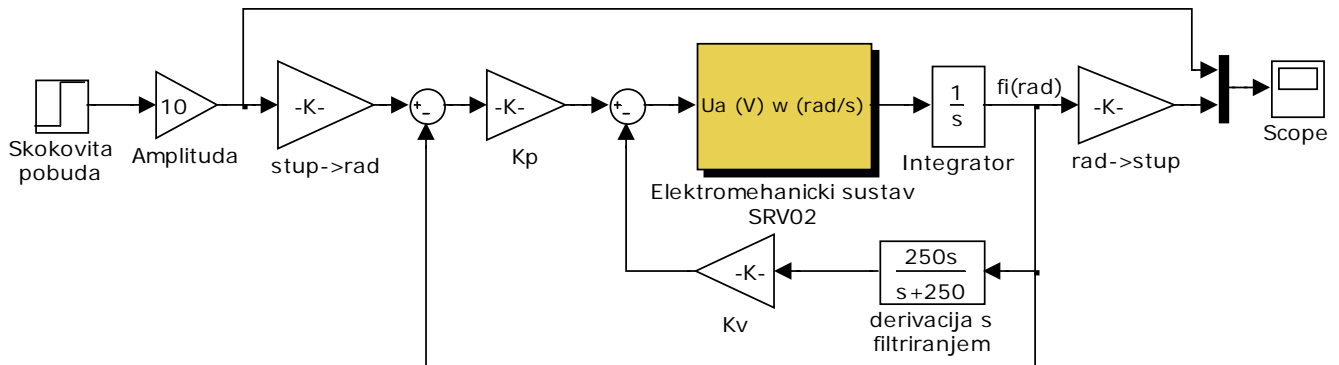 Skokovita
pobuda
10
Amplituda
-K-
stup->rad
+
−
-K-
Kp
+
−
Ua (V) w (rad/s)
Elektromehanicki sustav
SRV02
1
s
Integrator
fi(rad)
-K-
rad->stup
Scope
-K-
Kv
250s
s+250
derivacija s
filtriranjem